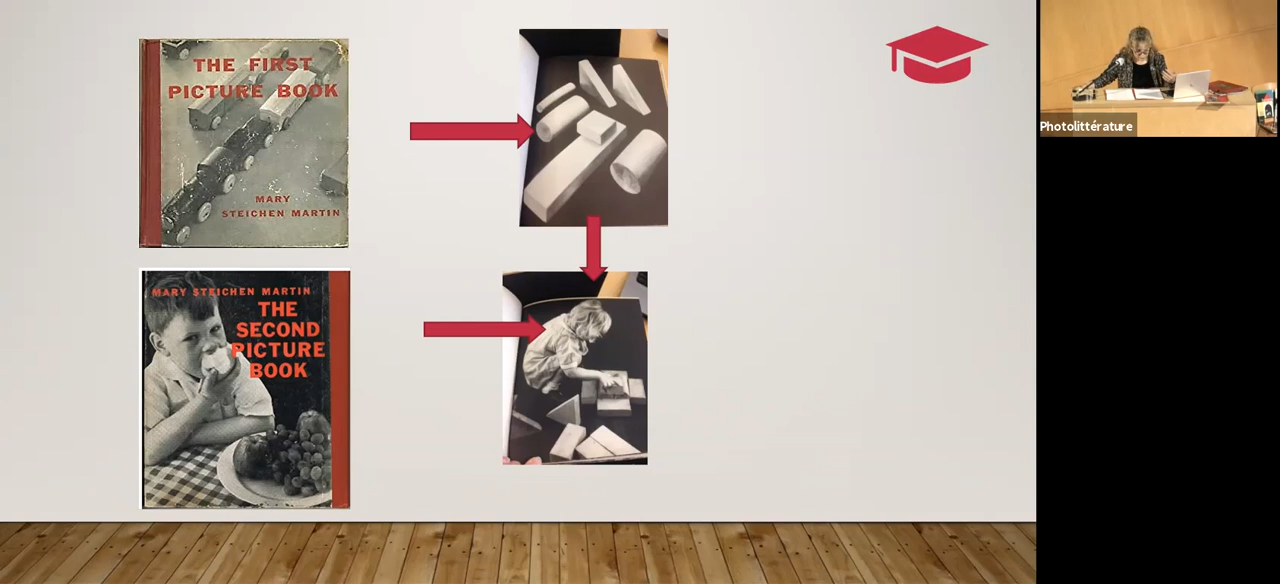 THE FIRST
PICTURE BOOK
MARY
STEICHEN MARTIN
MARY STEICHEN MARTIN
THE
SECOND
PICTURE
BOOK
Photolittérature